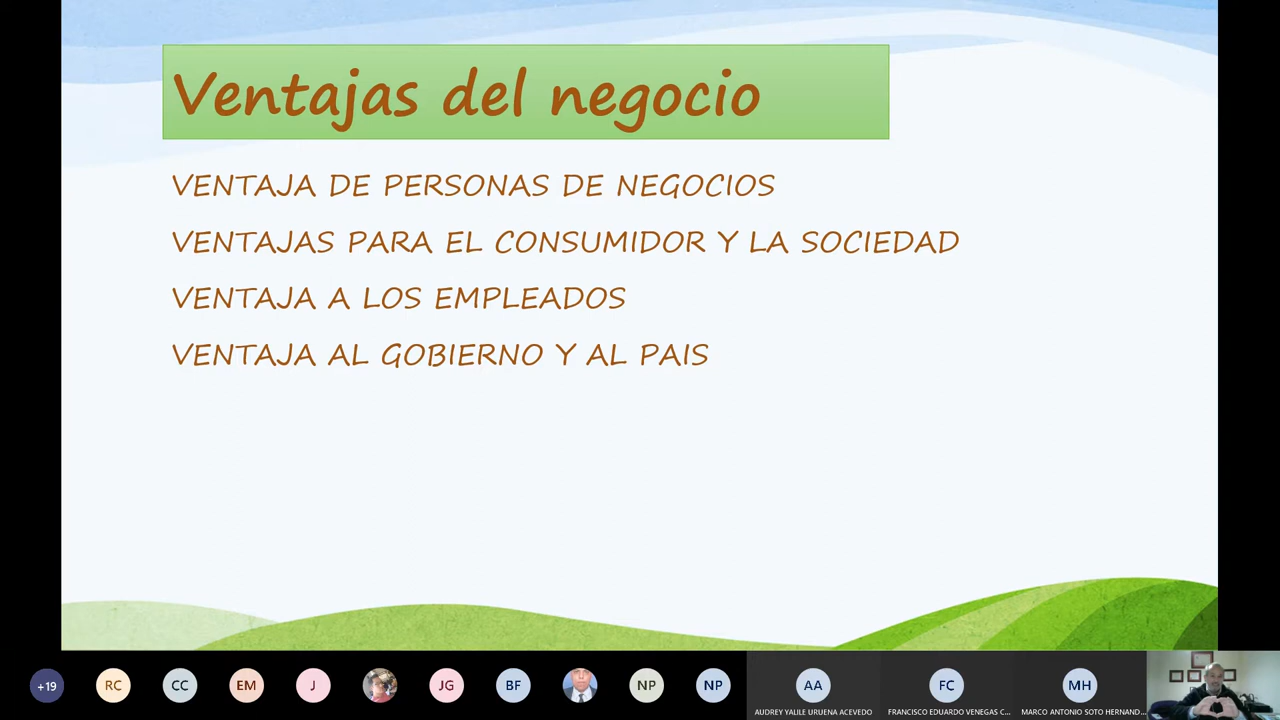 Ventajas del negocio
VENTAJA DE PERSONAS DE NEGOCIOS
VENTAJAS PARA EL CONSUMIDOR Y LA SOCIEDAD
VENTAJA A LOS EMPLEADOS
VENTAJA AL GOBIERNO Y AL PAIS
+19
RC
CC
EM
J
JG
BF
NP
NP
AA
FC
MH
AUDREY YALILE URUENA ACEVEDO
FRANCISCO EDUARDO VENEGAS C...
MARCO ANTONIO SOTO HERNAND...